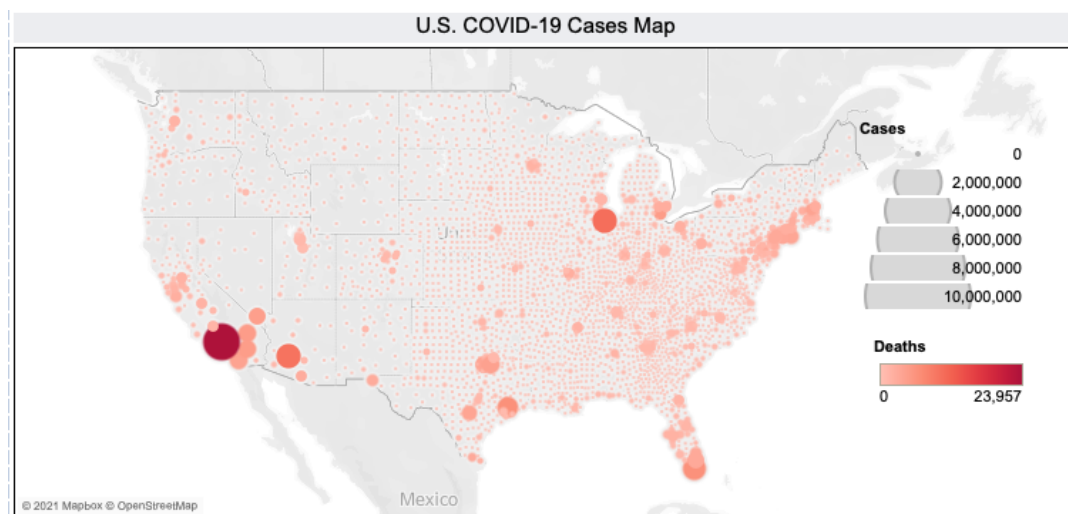 U.S. COVID-19 Cases Map
Cases
0
2,000,000
4,000,000
6,000,000
8,000,000
10,000,000
Deaths
0 23,957
Un
Mexico
© 2021 Mapbox © OpenStreetMap